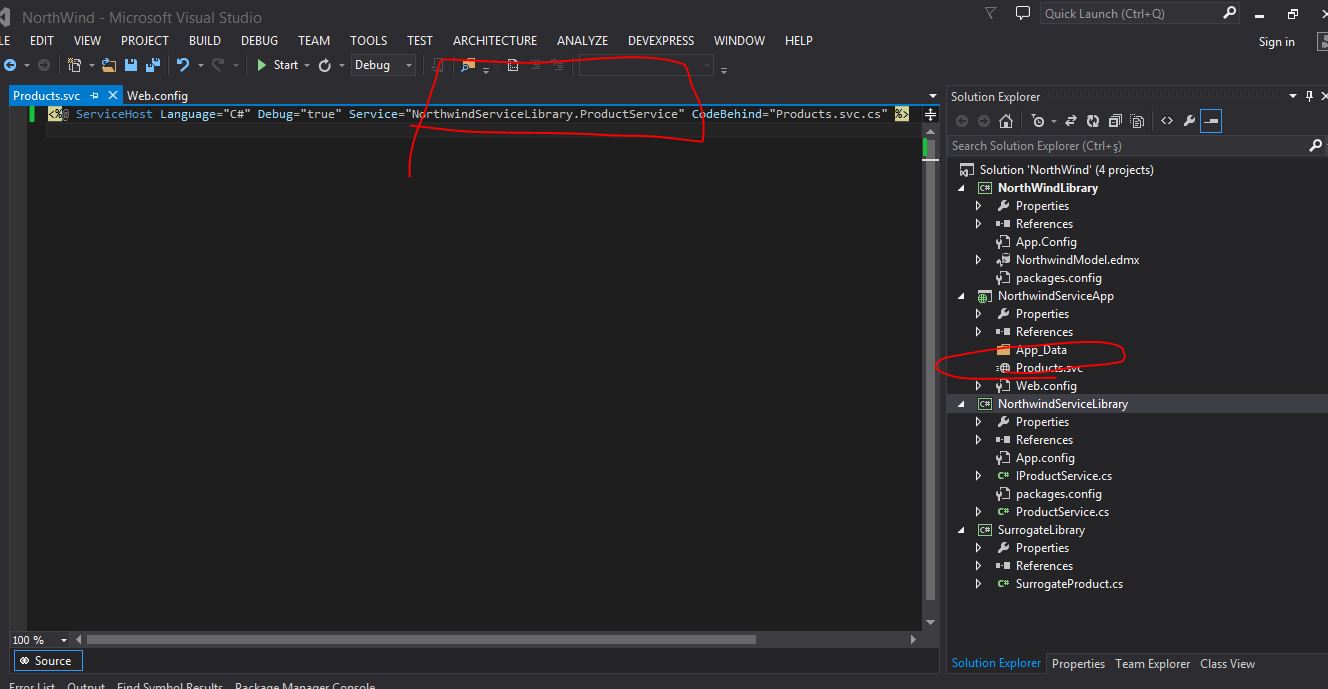 NorthWind - Microsoft Visual Studio
Quick Launch (Ctrl+Q)
LE EDIT VIEW PROJECT BUILD DEBUG TEAM TOOLS TEST ARCHITECTURE ANALYZE DEVEXPRESS WINDOW HELP
Sign in
Start Debug
Products.svc Web.config
<%@ ServiceHost Language="C#" Debug="true" Service="NorthwindServiceLibrary.ProductService" CodeBehind="Products.svc.cs" %>
100 %
Source
Error List Output Find Symbol Results Package Manager Console
Solution Explorer
Search Solution Explorer (Ctrl+ş)
Solution 'NorthWind' (4 projects)
C# NorthWindLibrary
Properties
References
App.Config
NorthwindModel.edmx
packages.config
NorthwindServiceApp
Properties
References
App_Data
Products.svc
Web.config
C# NorthwindServiceLibrary
Properties
References
App.config
C# IProductService.cs
packages.config
C# ProductService.cs
C# SurrogateLibrary
Properties
References
C# SurrogateProduct.cs
Solution Explorer Properties Team Explorer Class View